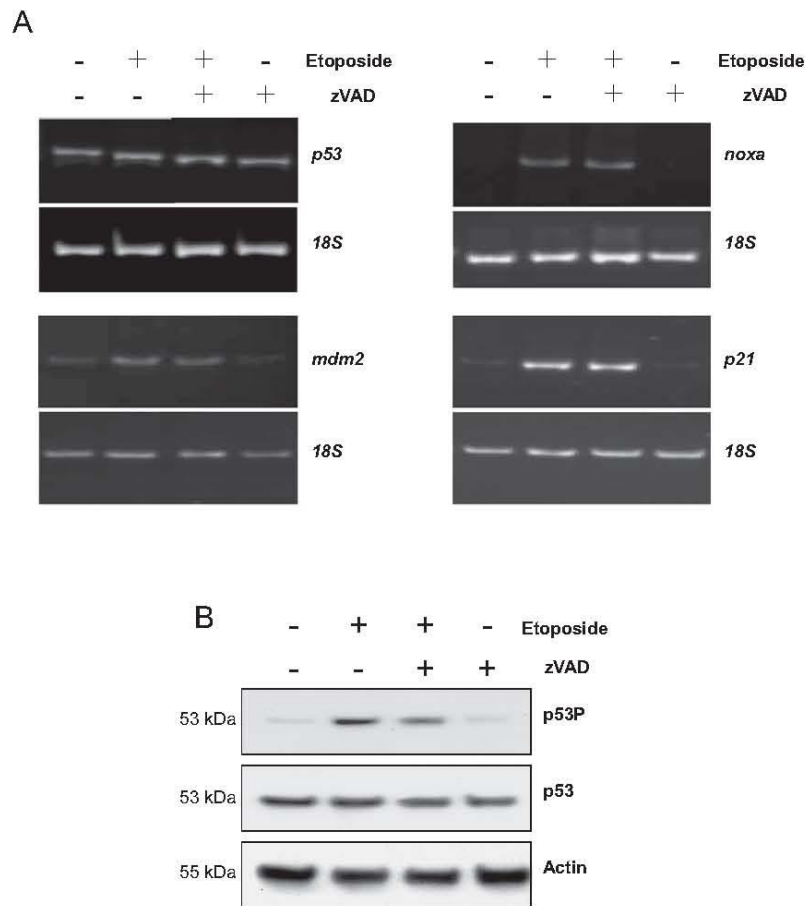 A
- + + - Etoposide - + + - Etoposide
- - + + zVAD - - + + zVAD
p53 noxa
18S 18S
mdm2 p21
18S 18S
B
- + + - Etoposide
- - + + zVAD
53 kDa p53P
53 kDa p53
55 kDa Actin